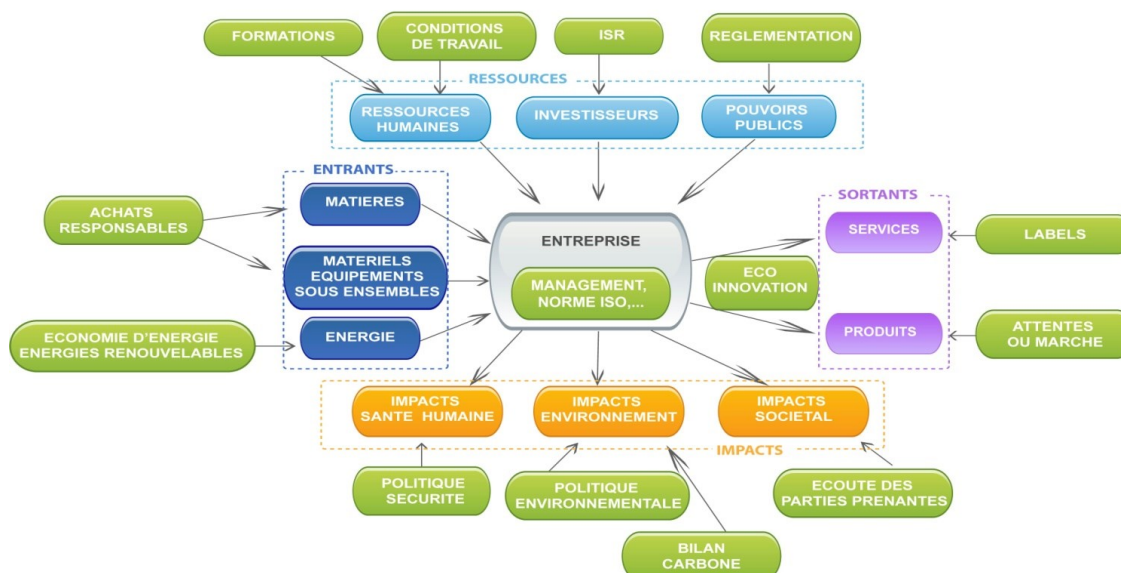 FORMATIONS
CONDITIONS
DE TRAVAIL
ISR
REGLEMENTATION
RESSOURCES
RESSOURCES
HUMAINES
INVESTISSEURS
POUVOIRS
PUBLICS
ENTRANTS
MATIERES
ACHATS
RESPONSABLES
MATERIELS
EQUIPEMENTS
SOUS ENSEMBLES
ENERGIE
ECONOMIE D'ENERGIE
ENERGIES RENOUVELABLES
ENTREPRISE
MANAGEMENT,
NORME ISO,...
ECO
INNOVATION
SORTANTS
SERVICES
LABELS
PRODUITS
ATTENTES
OU MARCHE
IMPACTS
SANTE HUMAINE
IMPACTS
ENVIRONNEMENT
IMPACTS
SOCIETAL
IMPACTS
POLITIQUE
SECURITE
POLITIQUE
ENVIRONNEMENTALE
ECOUTE DES
PARTIES PRENANTES
BILAN
CARBONE